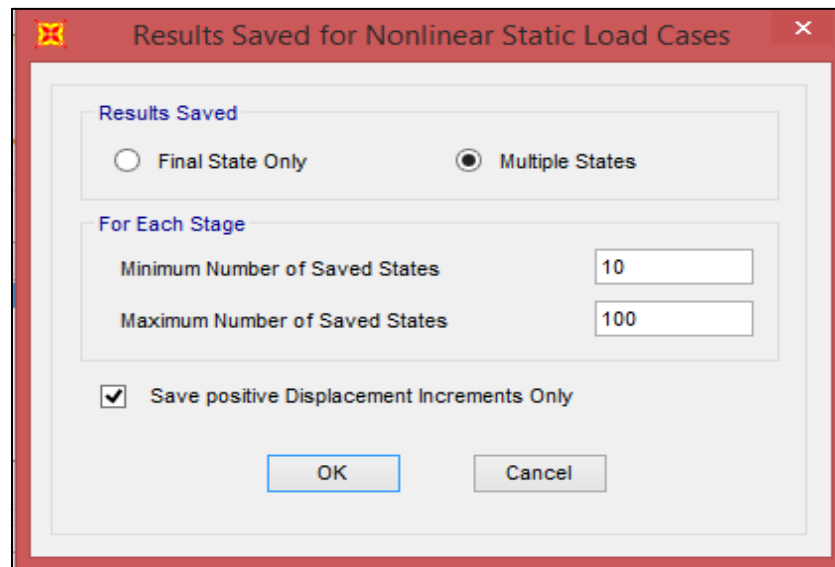 Results Saved for Nonlinear Static Load Cases
Results Saved
Final State Only
Multiple States
For Each Stage
Minimum Number of Saved States
10
Maximum Number of Saved States
100
Save positive Displacement Increments Only
OK
Cancel